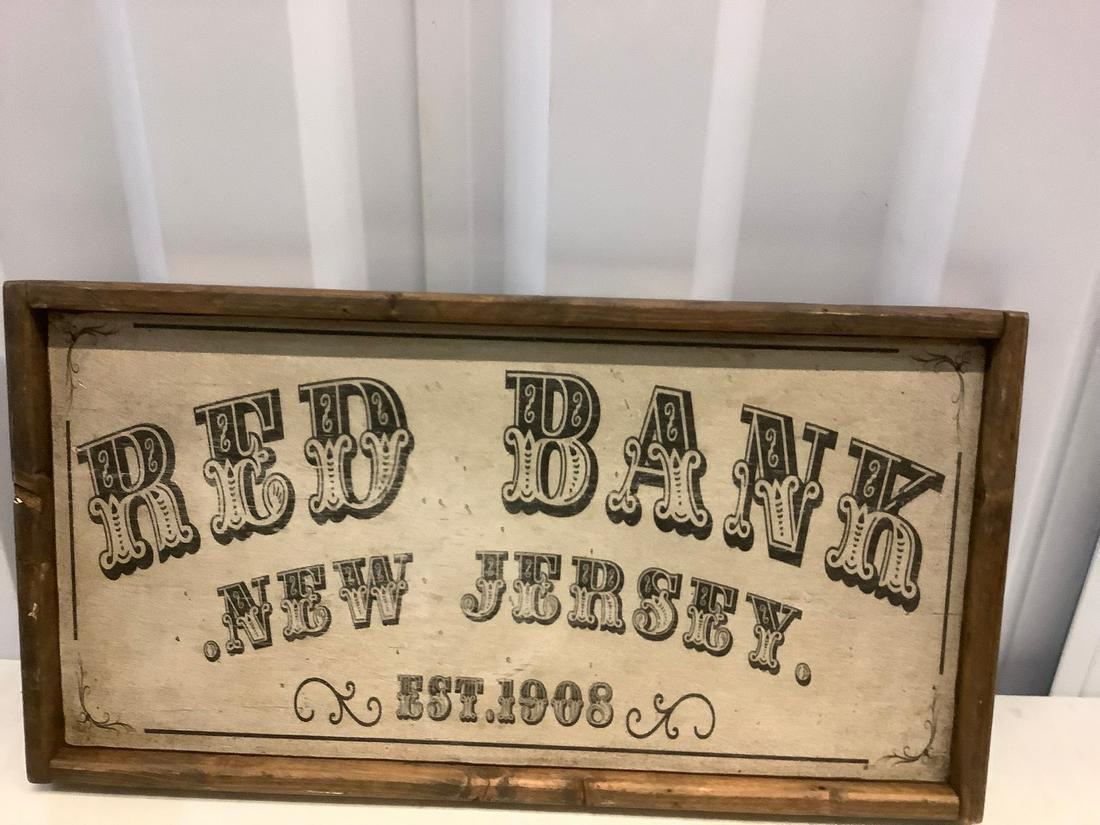 RED BANK
.NEW JERSEY.
EST.1908